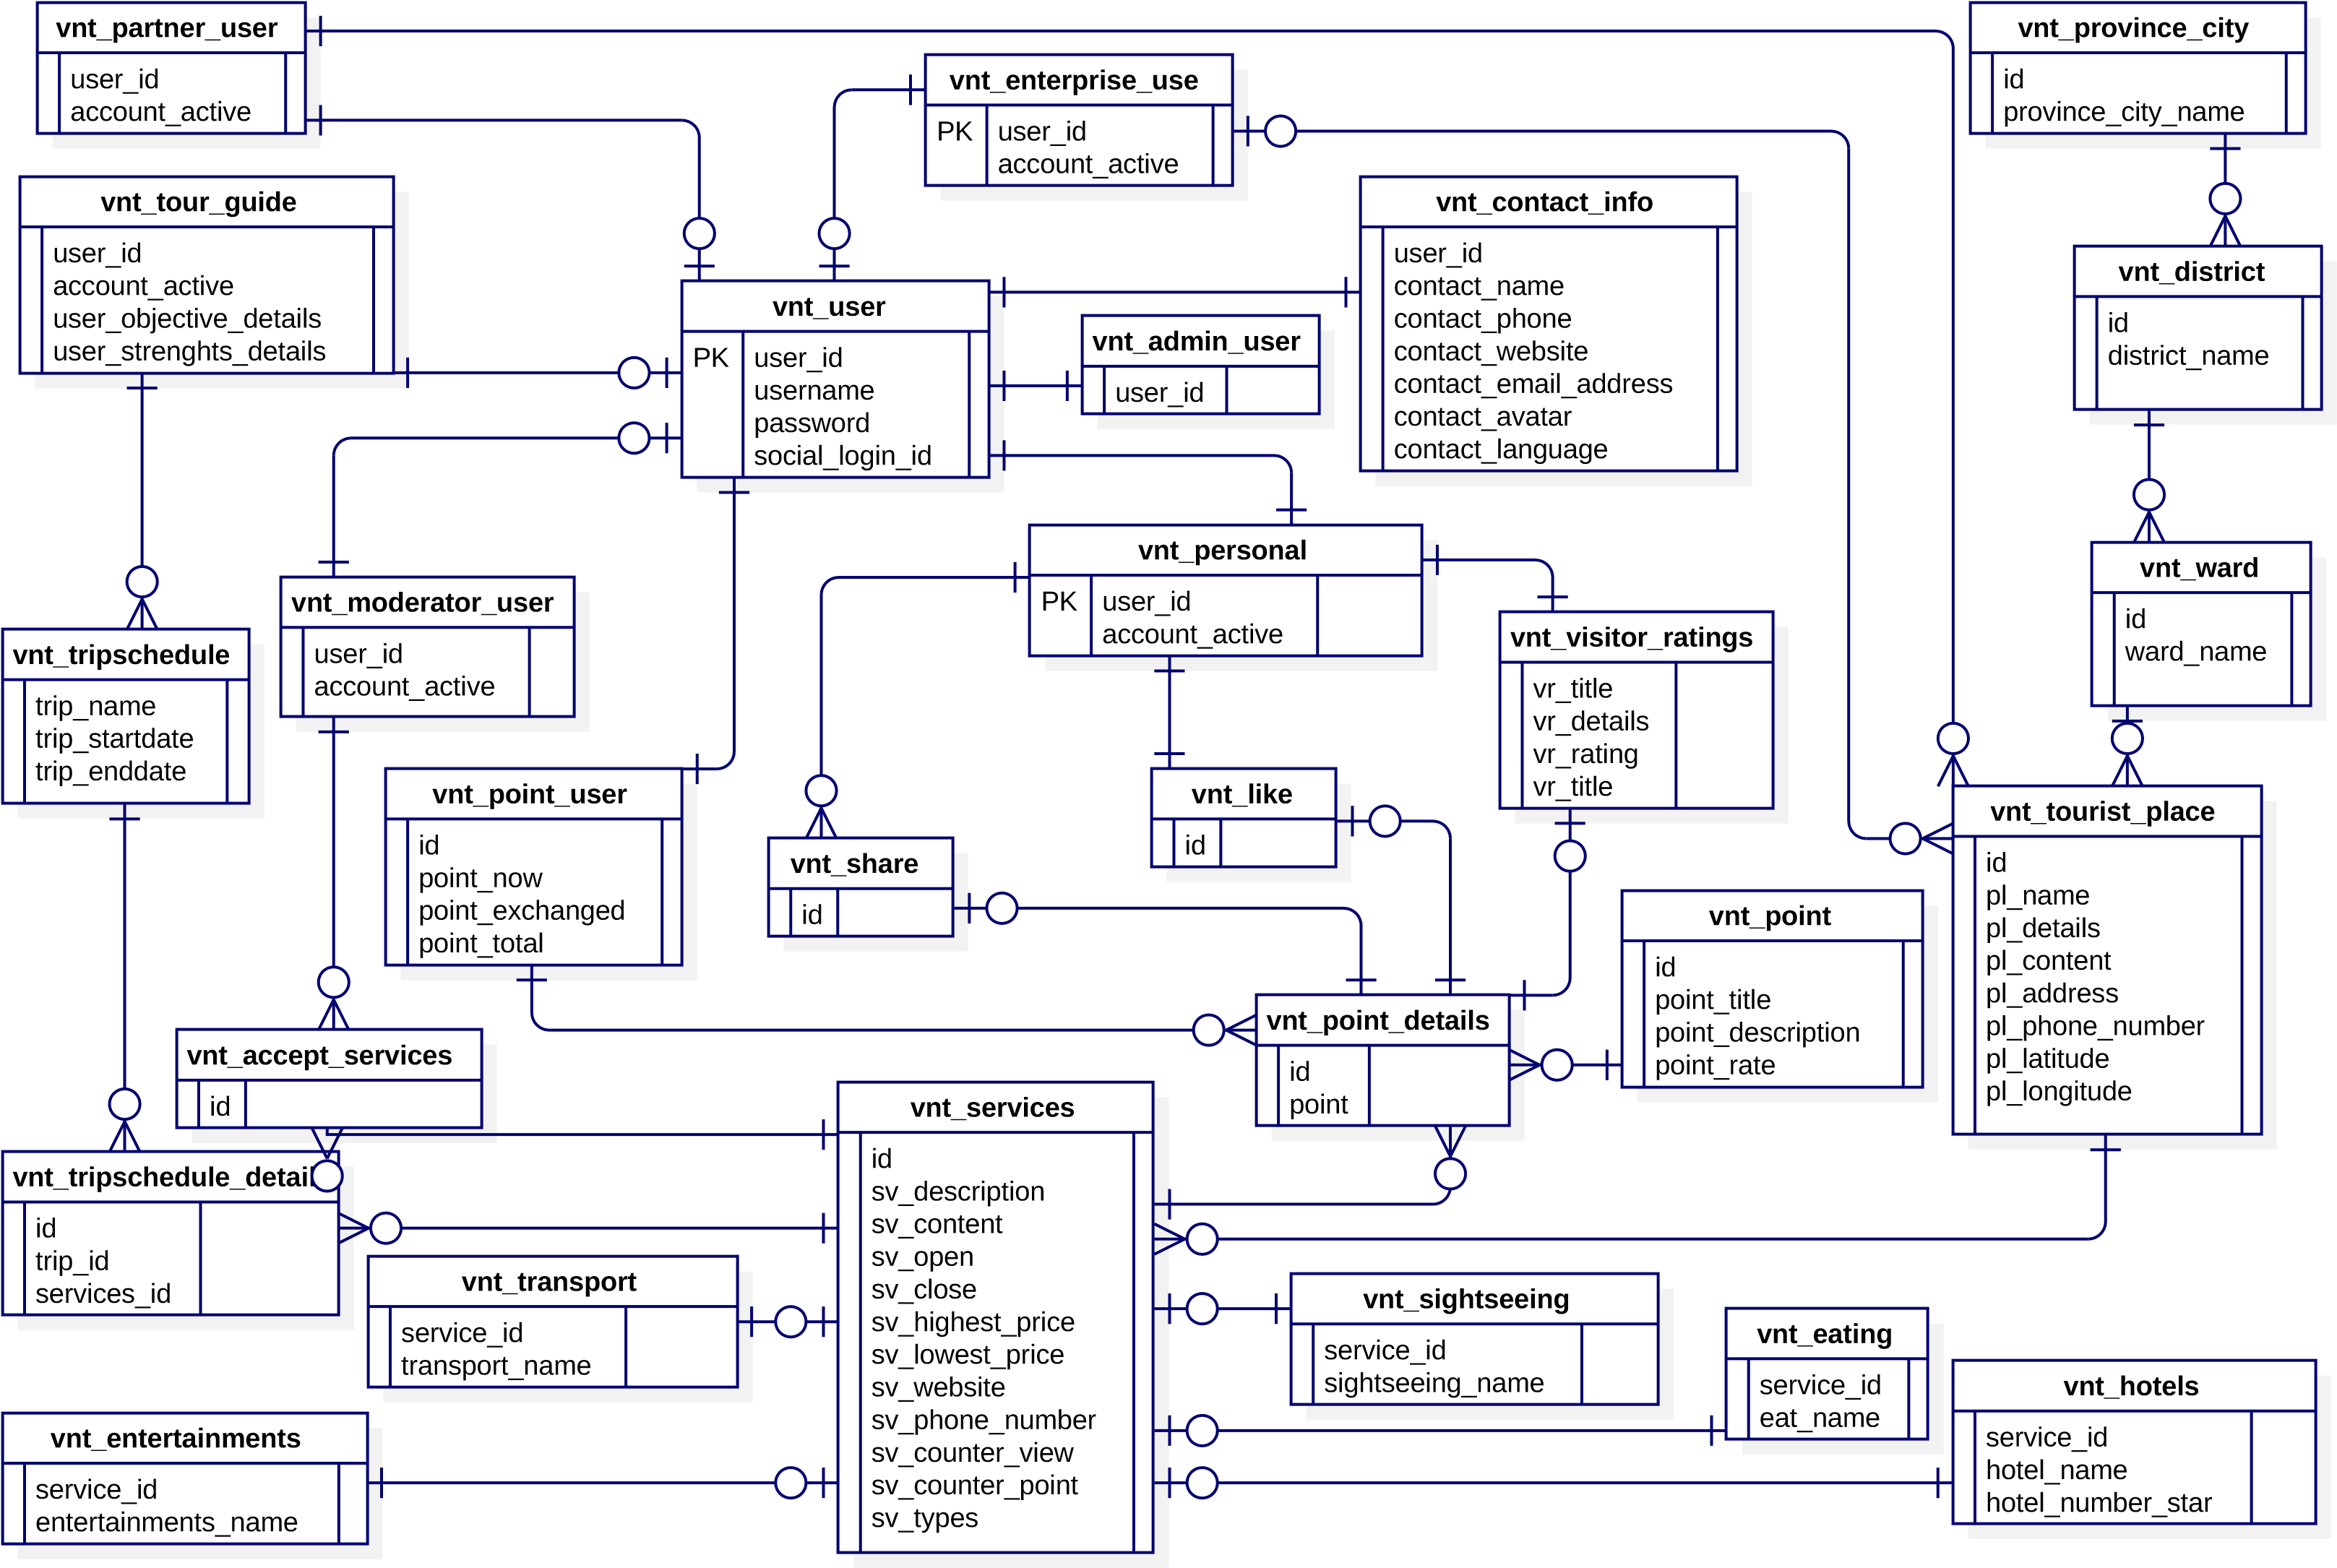 vnt_partner_user
user_id
account_active
vnt_enterprise_use
PK user_id
account_active
vnt_province_city
id
province_city_name
vnt_tour_guide
user_id
account_active
user_objective_details
user_strenghts_details
vnt_contact_info
user_id
contact_name
contact_phone
contact_website
contact_email_address
contact_avatar
contact_language
vnt_district
id
district_name
vnt_user
PK user_id
username
password
social_login_id
vnt_admin_user
user_id
vnt_personal
PK user_id
account_active
vnt_ward
id
ward_name
vnt_moderator_user
user_id
account_active
vnt_visitor_ratings
vr_title
vr_details
vr_rating
vr_title
vnt_tripschedule
trip_name
trip_startdate
trip_enddate
vnt_point_user
id
point_now
point_exchanged
point_total
vnt_like
id
vnt_share
id
vnt_tourist_place
id
pl_name
pl_details
pl_content
pl_address
pl_phone_number
pl_latitude
pl_longitude
vnt_point
id
point_title
point_description
point_rate
vnt_point_details
id
point
vnt_accept_services
id
vnt_services
id
sv_description
sv_content
sv_open
sv_close
sv_highest_price
sv_lowest_price
sv_website
sv_phone_number
sv_counter_view
sv_counter_point
sv_types
vnt_tripschedule_detail
id
trip_id
services_id
vnt_transport
service_id
transport_name
vnt_sightseeing
service_id
sightseeing_name
vnt_eating
service_id
eat_name
vnt_hotels
service_id
hotel_name
hotel_number_star
vnt_entertainments
service_id
entertainments_name